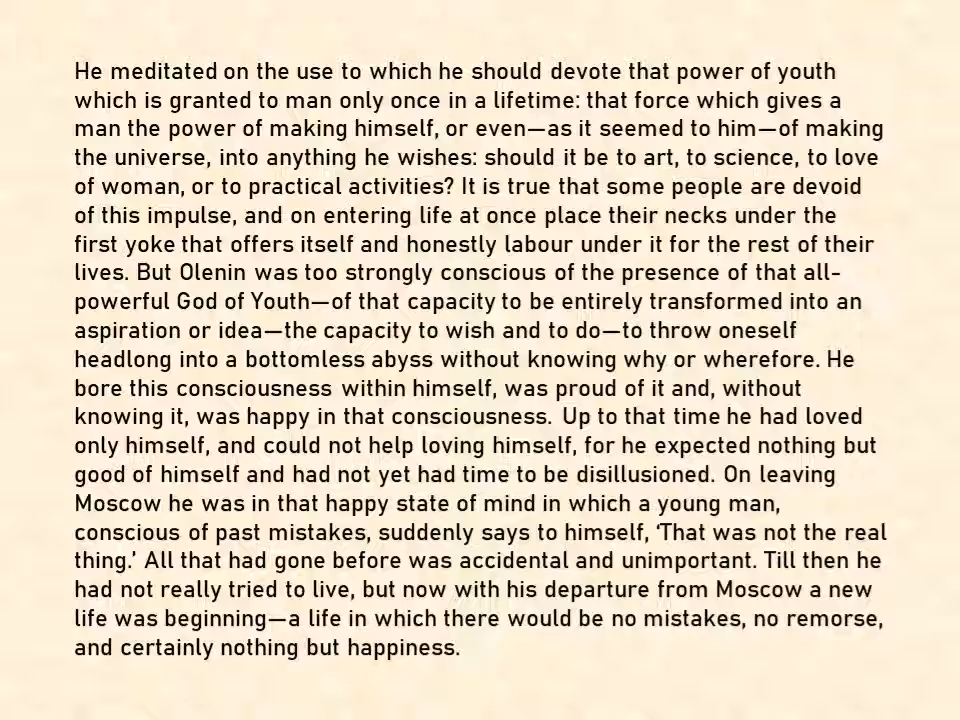 He meditated on the use to which he should devote that power of youth
which is granted to man only once in a lifetime: that force which gives a
man the power of making himself, or even—as it seemed to him—of making
the universe, into anything he wishes: should it be to art, to science, to love
of woman, or to practical activities? It is true that some people are devoid
of this impulse, and on entering life at once place their necks under the
first yoke that offers itself and honestly labour under it for the rest of their
lives. But Olenin was too strongly conscious of the presence of that all-
powerful God of Youth—of that capacity to be entirely transformed into an
aspiration or idea—the capacity to wish and to do—to throw oneself
headlong into a bottomless abyss without knowing why or wherefore. He
bore this consciousness within himself, was proud of it and, without
knowing it, was happy in that consciousness. Up to that time he had loved
only himself, and could not help loving himself, for he expected nothing but
good of himself and had not yet had time to be disillusioned. On leaving
Moscow he was in that happy state of mind in which a young man,
conscious of past mistakes, suddenly says to himself, ‘That was not the real
thing.’ All that had gone before was accidental and unimportant. Till then he
had not really tried to live, but now with his departure from Moscow a new
life was beginning—a life in which there would be no mistakes, no remorse,
and certainly nothing but happiness.